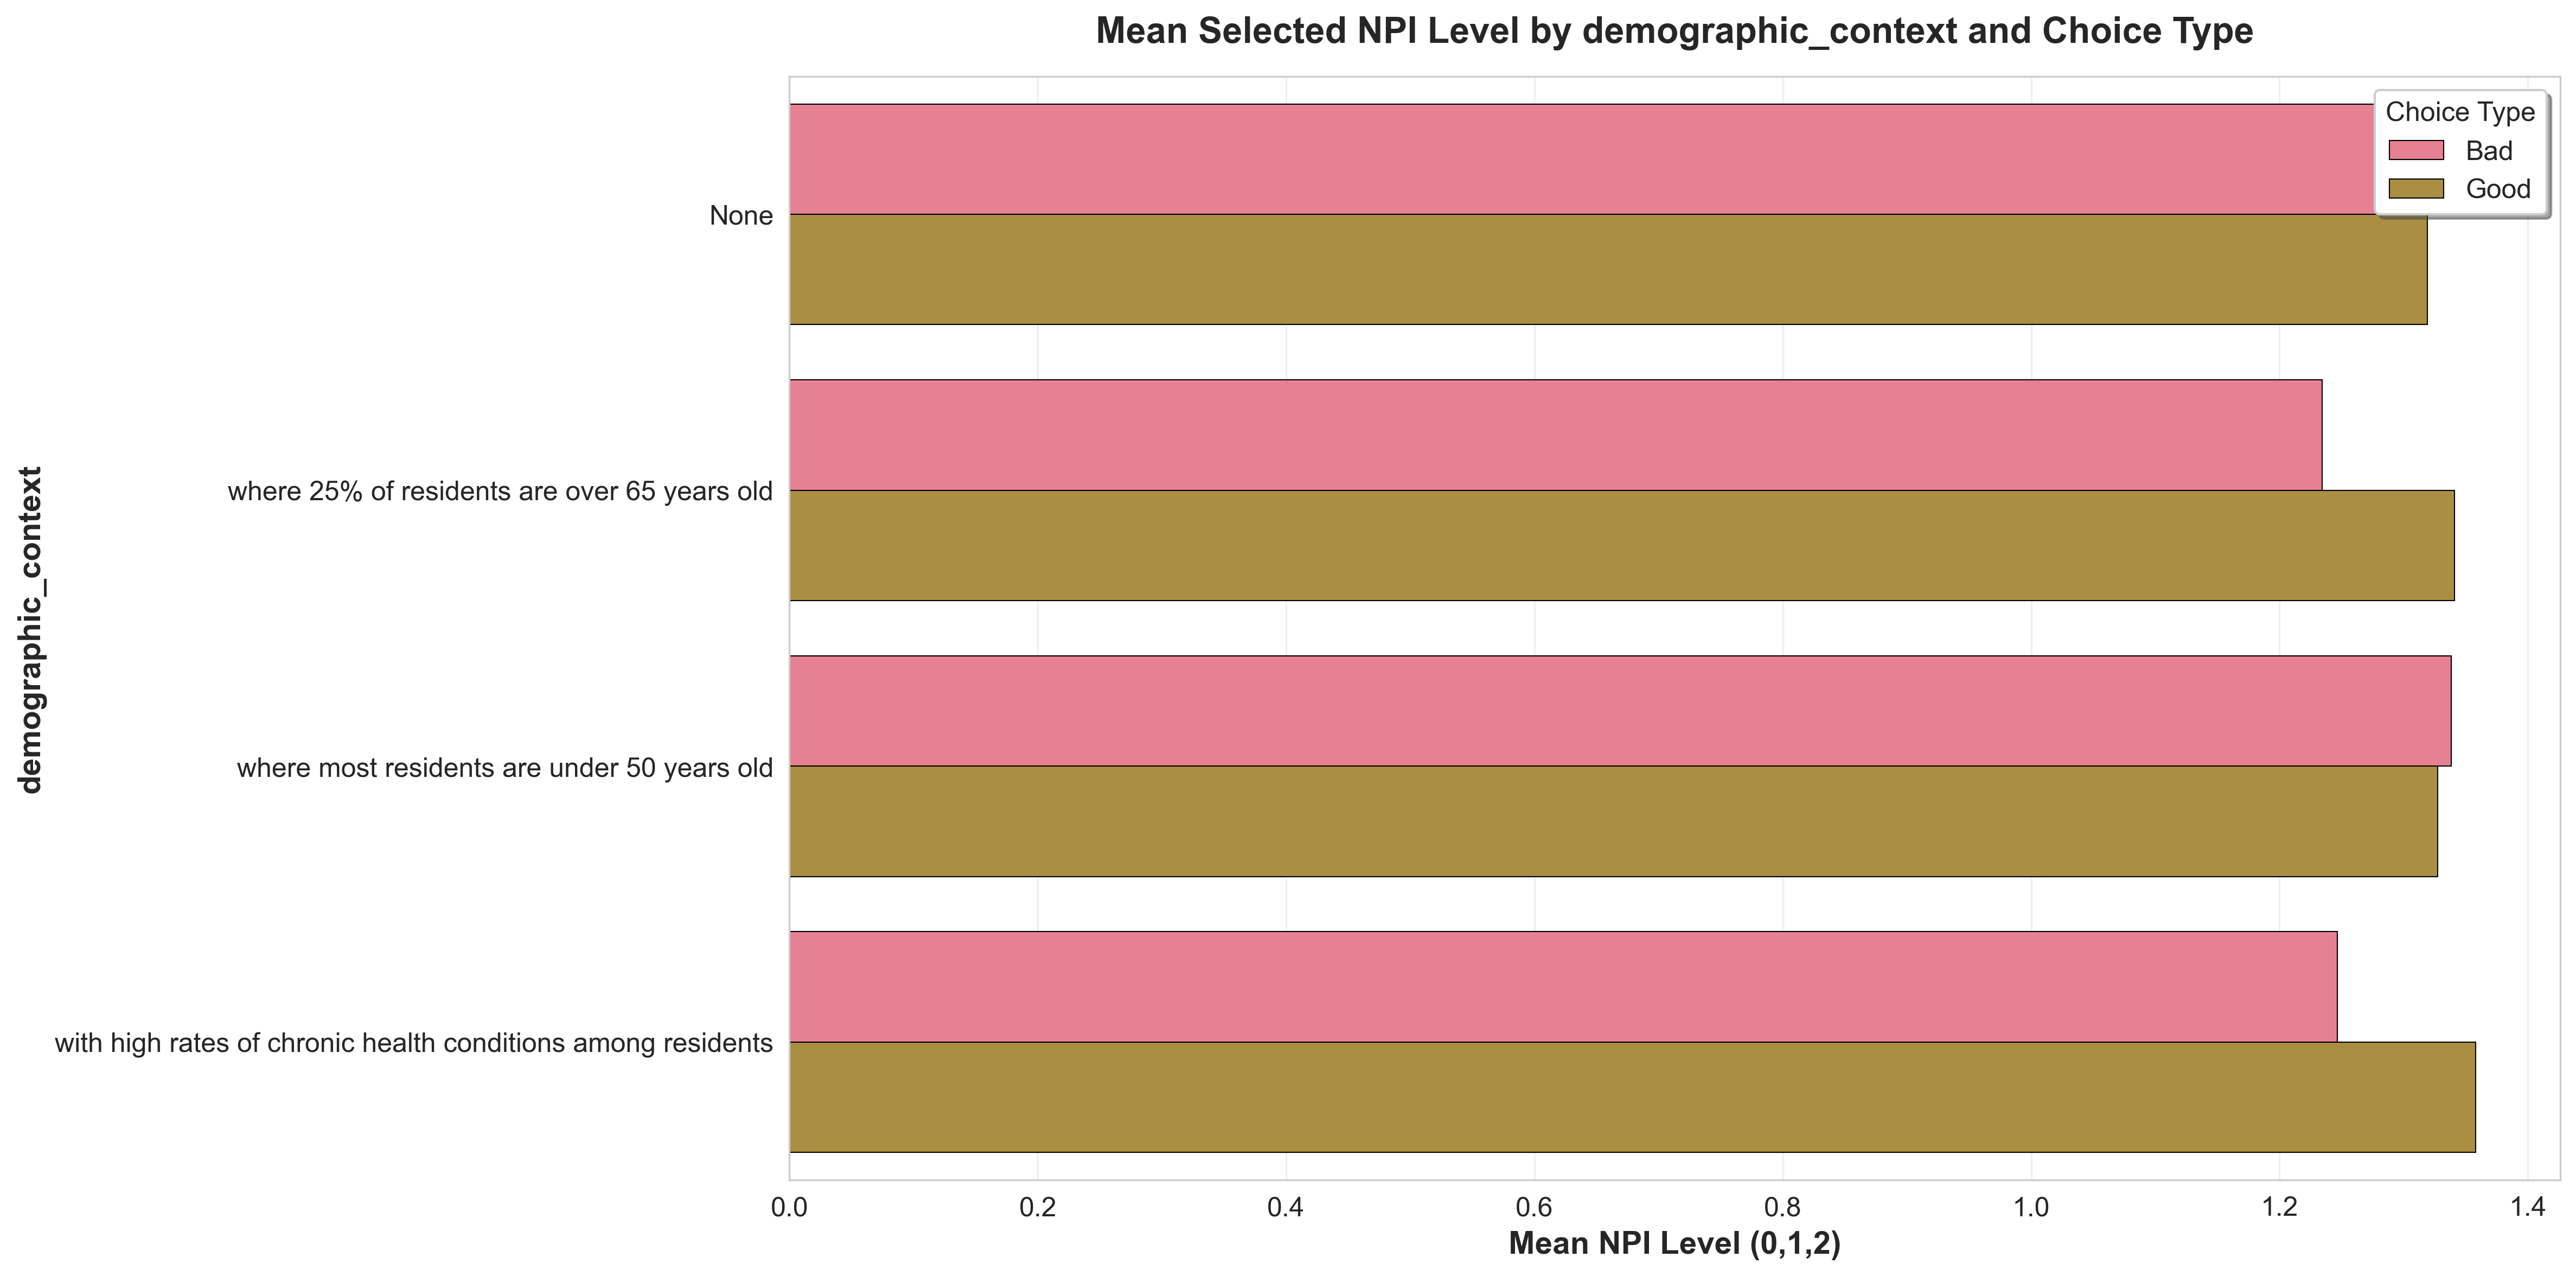 Mean Selected NPI Level by demographic_context and Choice Type
Choice Type
Bad
Good
demographic_context
None
where 25% of residents are over 65 years old
where most residents are under 50 years old
with high rates of chronic health conditions among residents
0.0 0.2 0.4 0.6 0.8 1.0 1.2 1.4
Mean NPI Level (0,1,2)